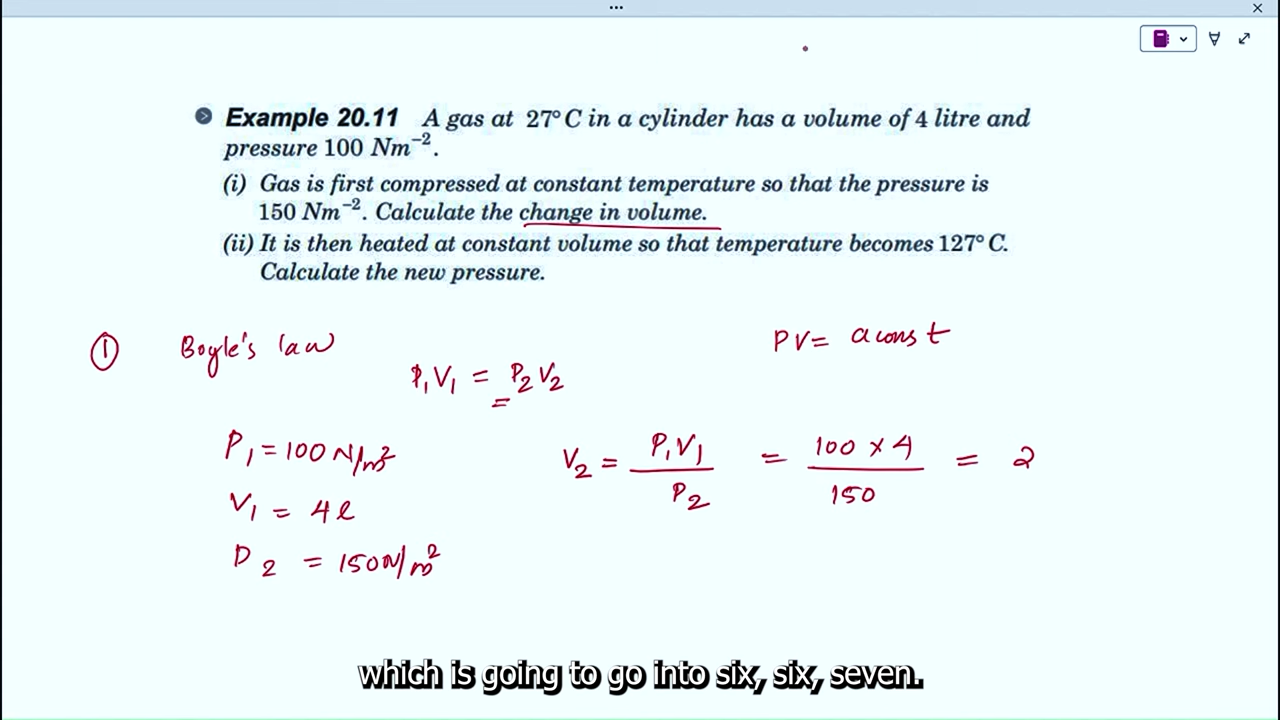 Example 20.11 A gas at 27°C in a cylinder has a volume of 4 litre and
pressure 100 Nm⁻².
(i) Gas is first compressed at constant temperature so that the pressure is
150 Nm⁻². Calculate the change in volume.
(ii) It is then heated at constant volume so that temperature becomes 127°C.
Calculate the new pressure.
① Boyle's law
PV = a const
P₁V₁ = P₂V₂
P₁ = 100 N/m²
V₂ = P₁V₁ / P₂ = 100 × 4 / 150 = 2
V₁ = 4l
P₂ = 150 N/m²
which is going to go into six, six, seven.